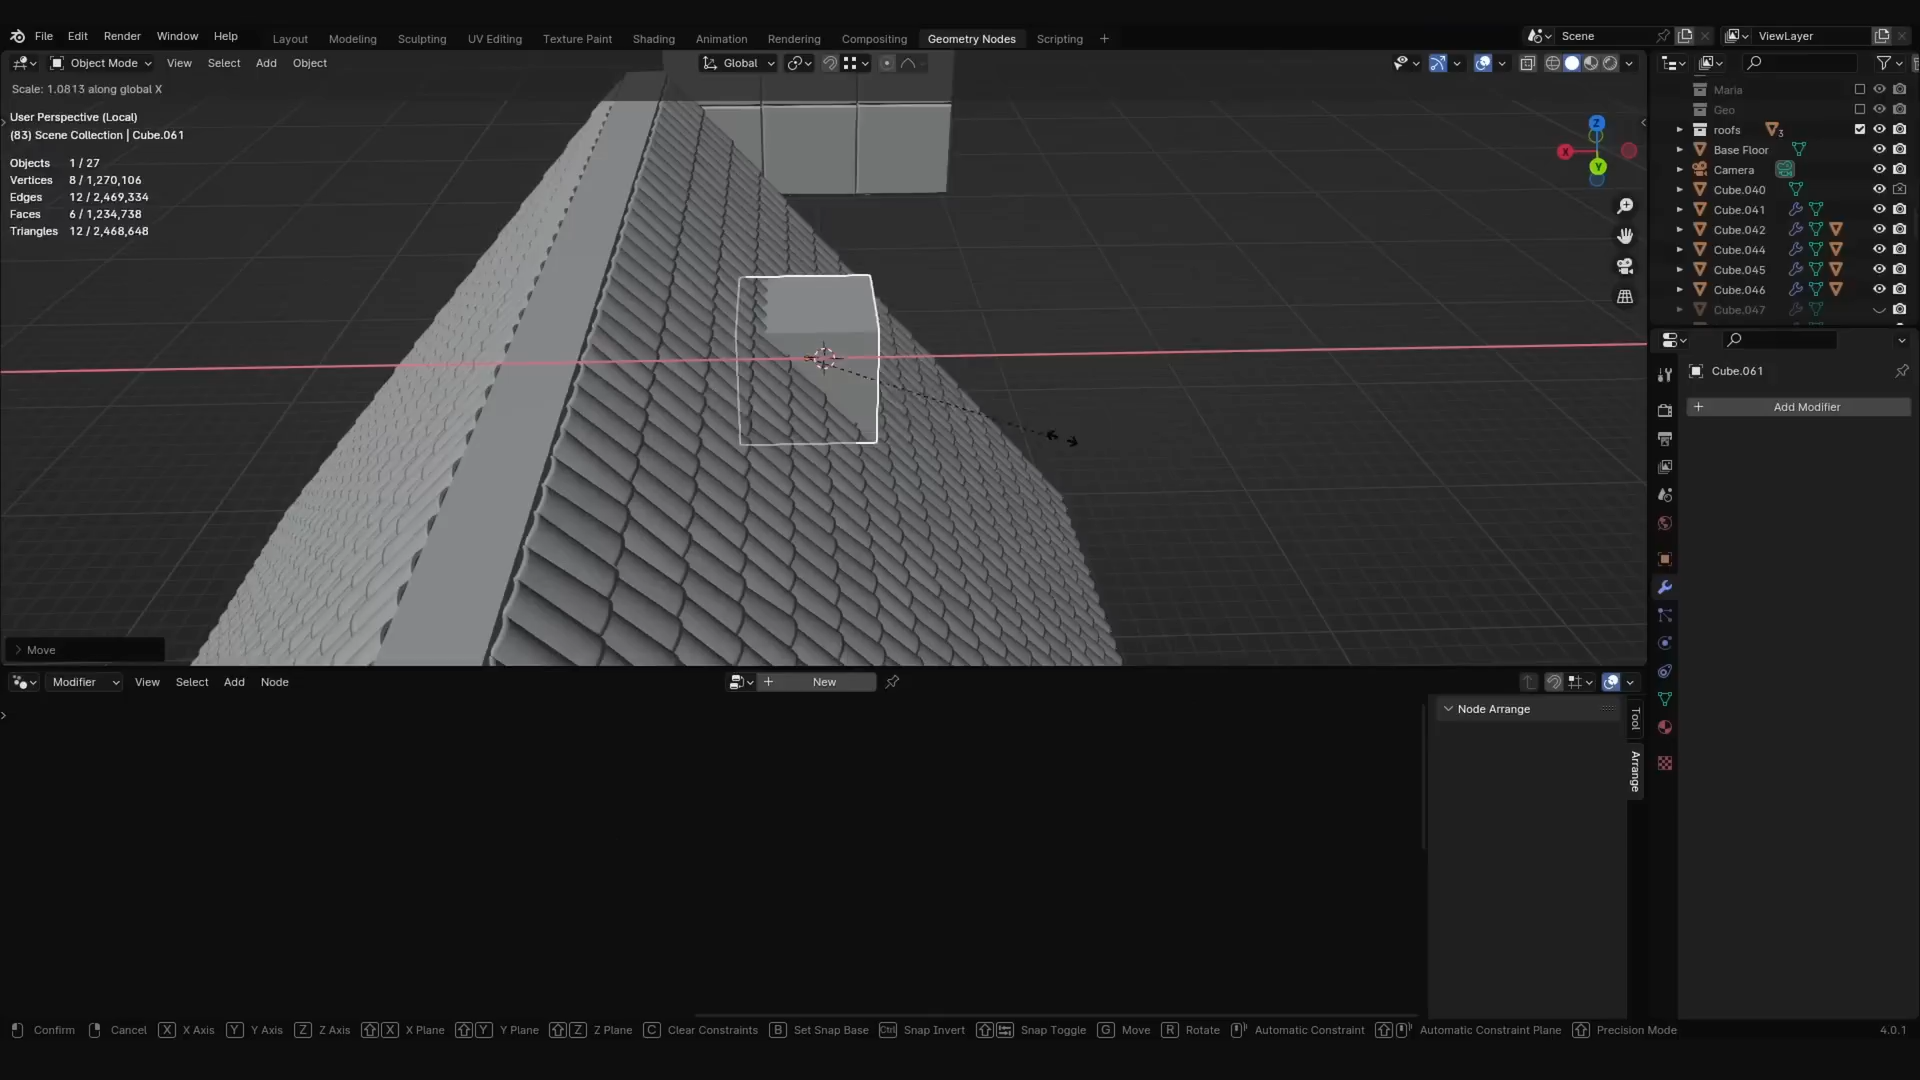 File Edit Render Window Help Layout Modeling Sculpting UV Editing Texture Paint Shading Animation Rendering Compositing Geometry Nodes Scripting + Scene ViewLayer
Object Mode View Select Add Object Global
Scale: 1.0813 along global X
User Perspective (Local)
(83) Scene Collection | Cube.061
Objects 1 / 27
Vertices 8 / 1,270,106
Edges 12 / 2,469,334
Faces 6 / 1,234,738
Triangles 12 / 2,468,648
Z
X
Y
Maria
Geo
roofs 3
Base Floor
Camera
Cube.040
Cube.041
Cube.042
Cube.044
Cube.045
Cube.046
Cube.047
Cube.061
+ Add Modifier
Move
Modifier View Select Add Node + New
Node Arrange
Tool
Arrange
Confirm Cancel X X Axis Y Y Axis Z Z Axis X X Plane Y Y Plane Z Z Plane C Clear Constraints B Set Snap Base Ctrl Snap Invert Snap Toggle G Move R Rotate Automatic Constraint Automatic Constraint Plane Precision Mode 4.0.1